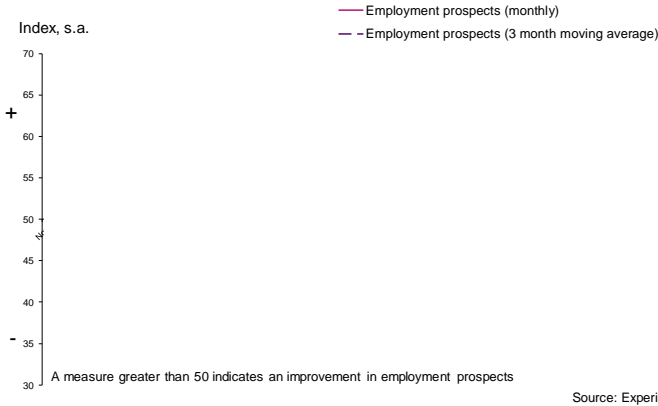 Employment prospects (monthly)
Index, s.a.
Employment prospects (3 month moving average)
70
65
+
60
55
50
45
40
-
35
30
A measure greater than 50 indicates an improvement in employment prospects
Source: Experi